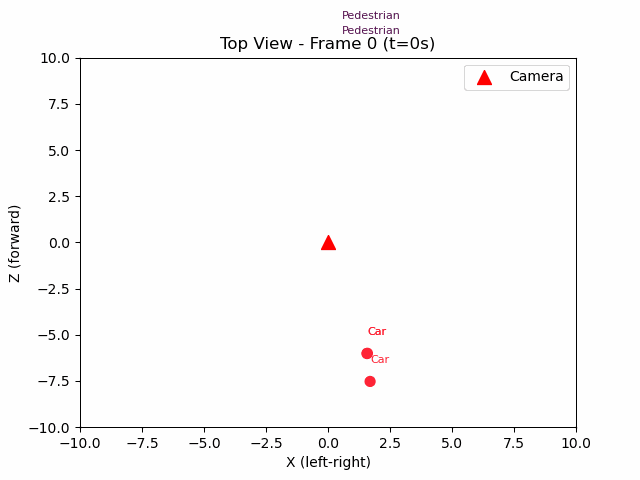 Pedestrian
Pedestrian
Top View - Frame 0 (t=0s)
10.0
7.5
5.0
2.5
0.0
−2.5
−5.0
−7.5
−10.0
Z (forward)
Camera
Car
Car
−10.0 −7.5 −5.0 −2.5 0.0 2.5 5.0 7.5 10.0
X (left-right)